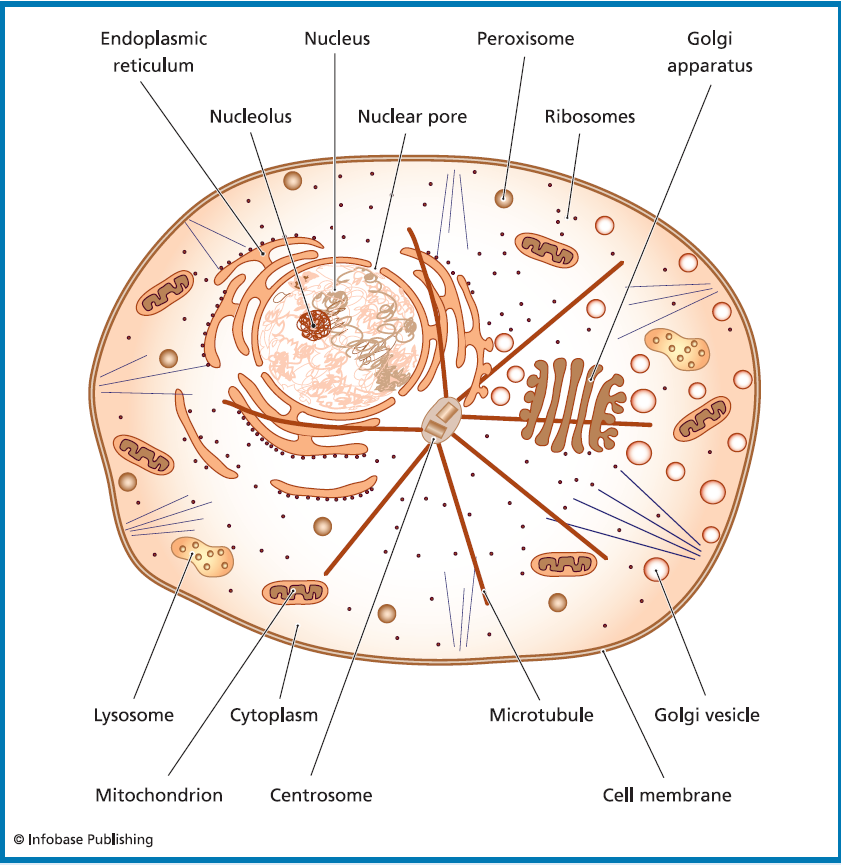 Endoplasmic
reticulum
Nucleus
Peroxisome
Golgi
apparatus
Nucleolus
Nuclear pore
Ribosomes
Lysosome
Cytoplasm
Microtubule
Golgi vesicle
Mitochondrion
Centrosome
Cell membrane
© Infobase Publishing